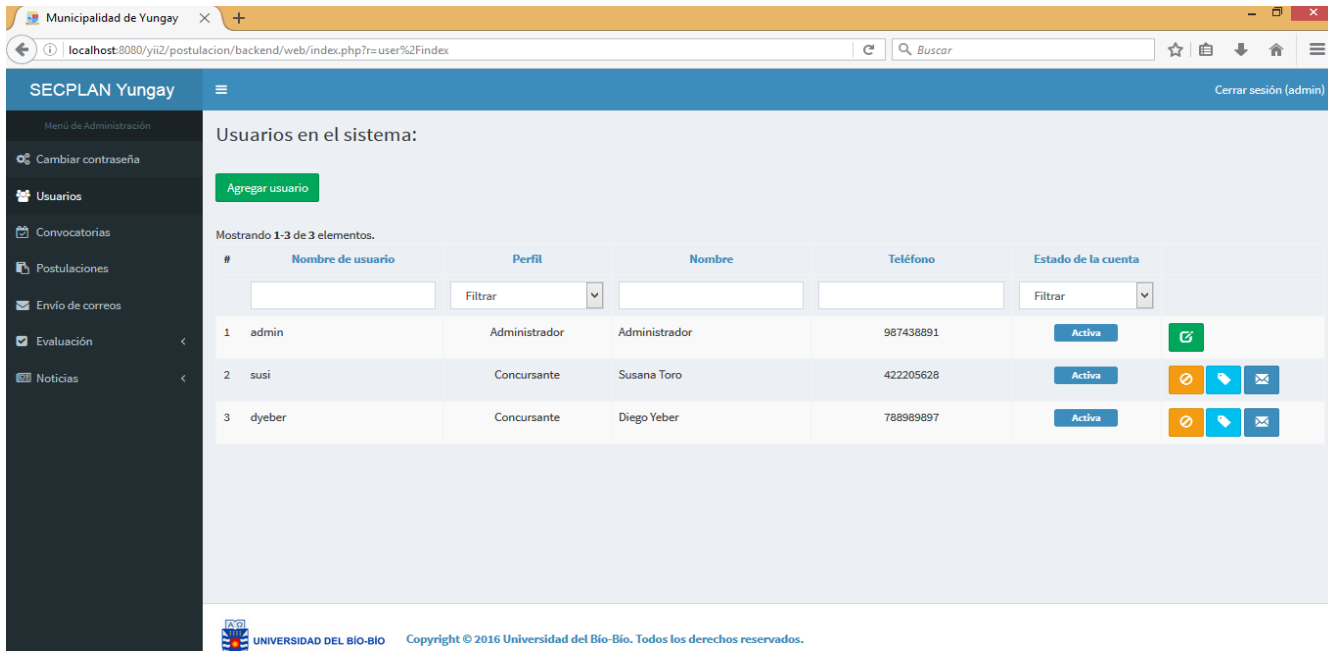 Municipalidad de Yungay
localhost:8080/yii2/postulacion/backend/web/index.php?r=user%2Findex
Buscar
SECPLAN Yungay
Cerrar sesión (admin)
Menú de Administración
Cambiar contraseña
Usuarios
Convocatorias
Postulaciones
Envío de correos
Evaluación
Noticias
Usuarios en el sistema:
Agregar usuario
Mostrando 1-3 de 3 elementos.
# Nombre de usuario Perfil Nombre Teléfono Estado de la cuenta
Filtrar Filtrar
1 admin Administrador Administrador 987438891 Activa
2 susi Concursante Susana Toro 422205628 Activa
3 dyeber Concursante Diego Yeber 788989897 Activa
UNIVERSIDAD DEL BÍO-BÍO Copyright © 2016 Universidad del Bío-Bío. Todos los derechos reservados.